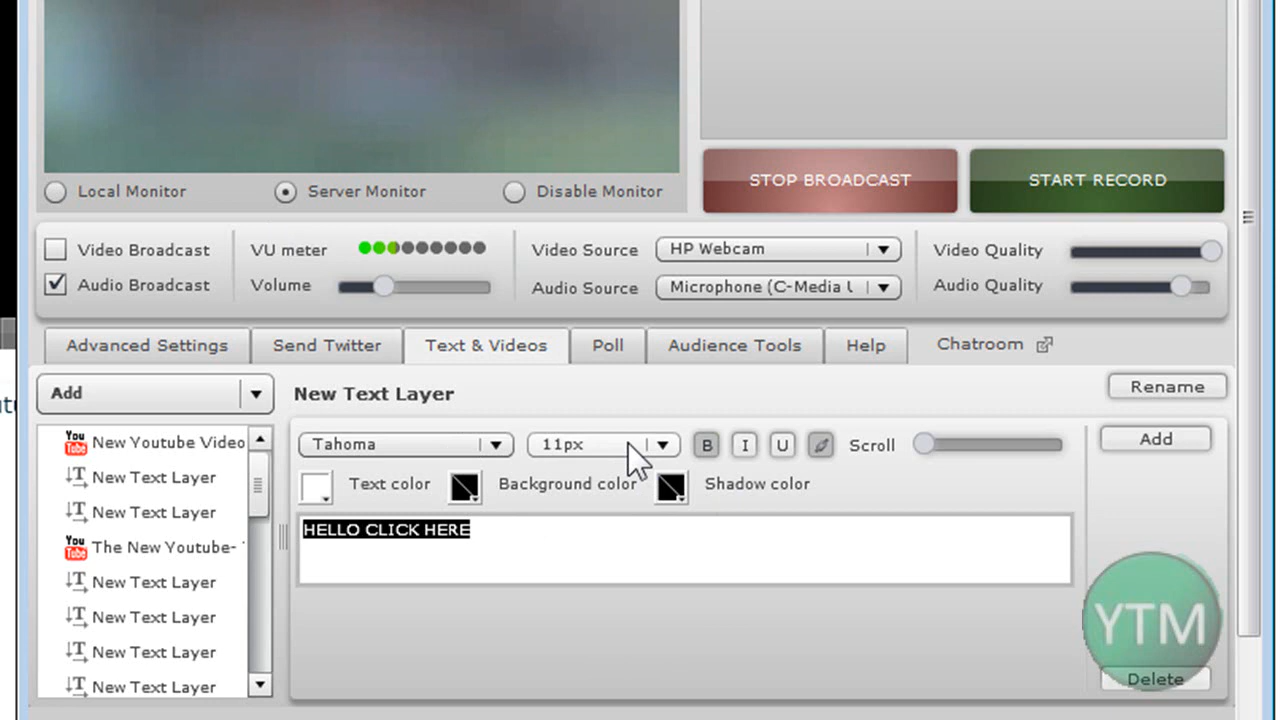 STOP BROADCAST
START RECORD
Local Monitor
Server Monitor
Disable Monitor
Video Broadcast
VU meter
Video Source
HP Webcam
Video Quality
Audio Broadcast
Volume
Audio Source
Microphone (C-Media
Audio Quality
Advanced Settings
Send Twitter
Text & Videos
Poll
Audience Tools
Help
Chatroom
Add
New Text Layer
Rename
You Tube New Youtube Video
New Text Layer
New Text Layer
You Tube The New Youtube-
New Text Layer
New Text Layer
New Text Layer
New Text Layer
Tahoma
11px
B
I
U
Scroll
Add
Text color
Background color
Shadow color
HELLO CLICK HERE
YTM
Delete